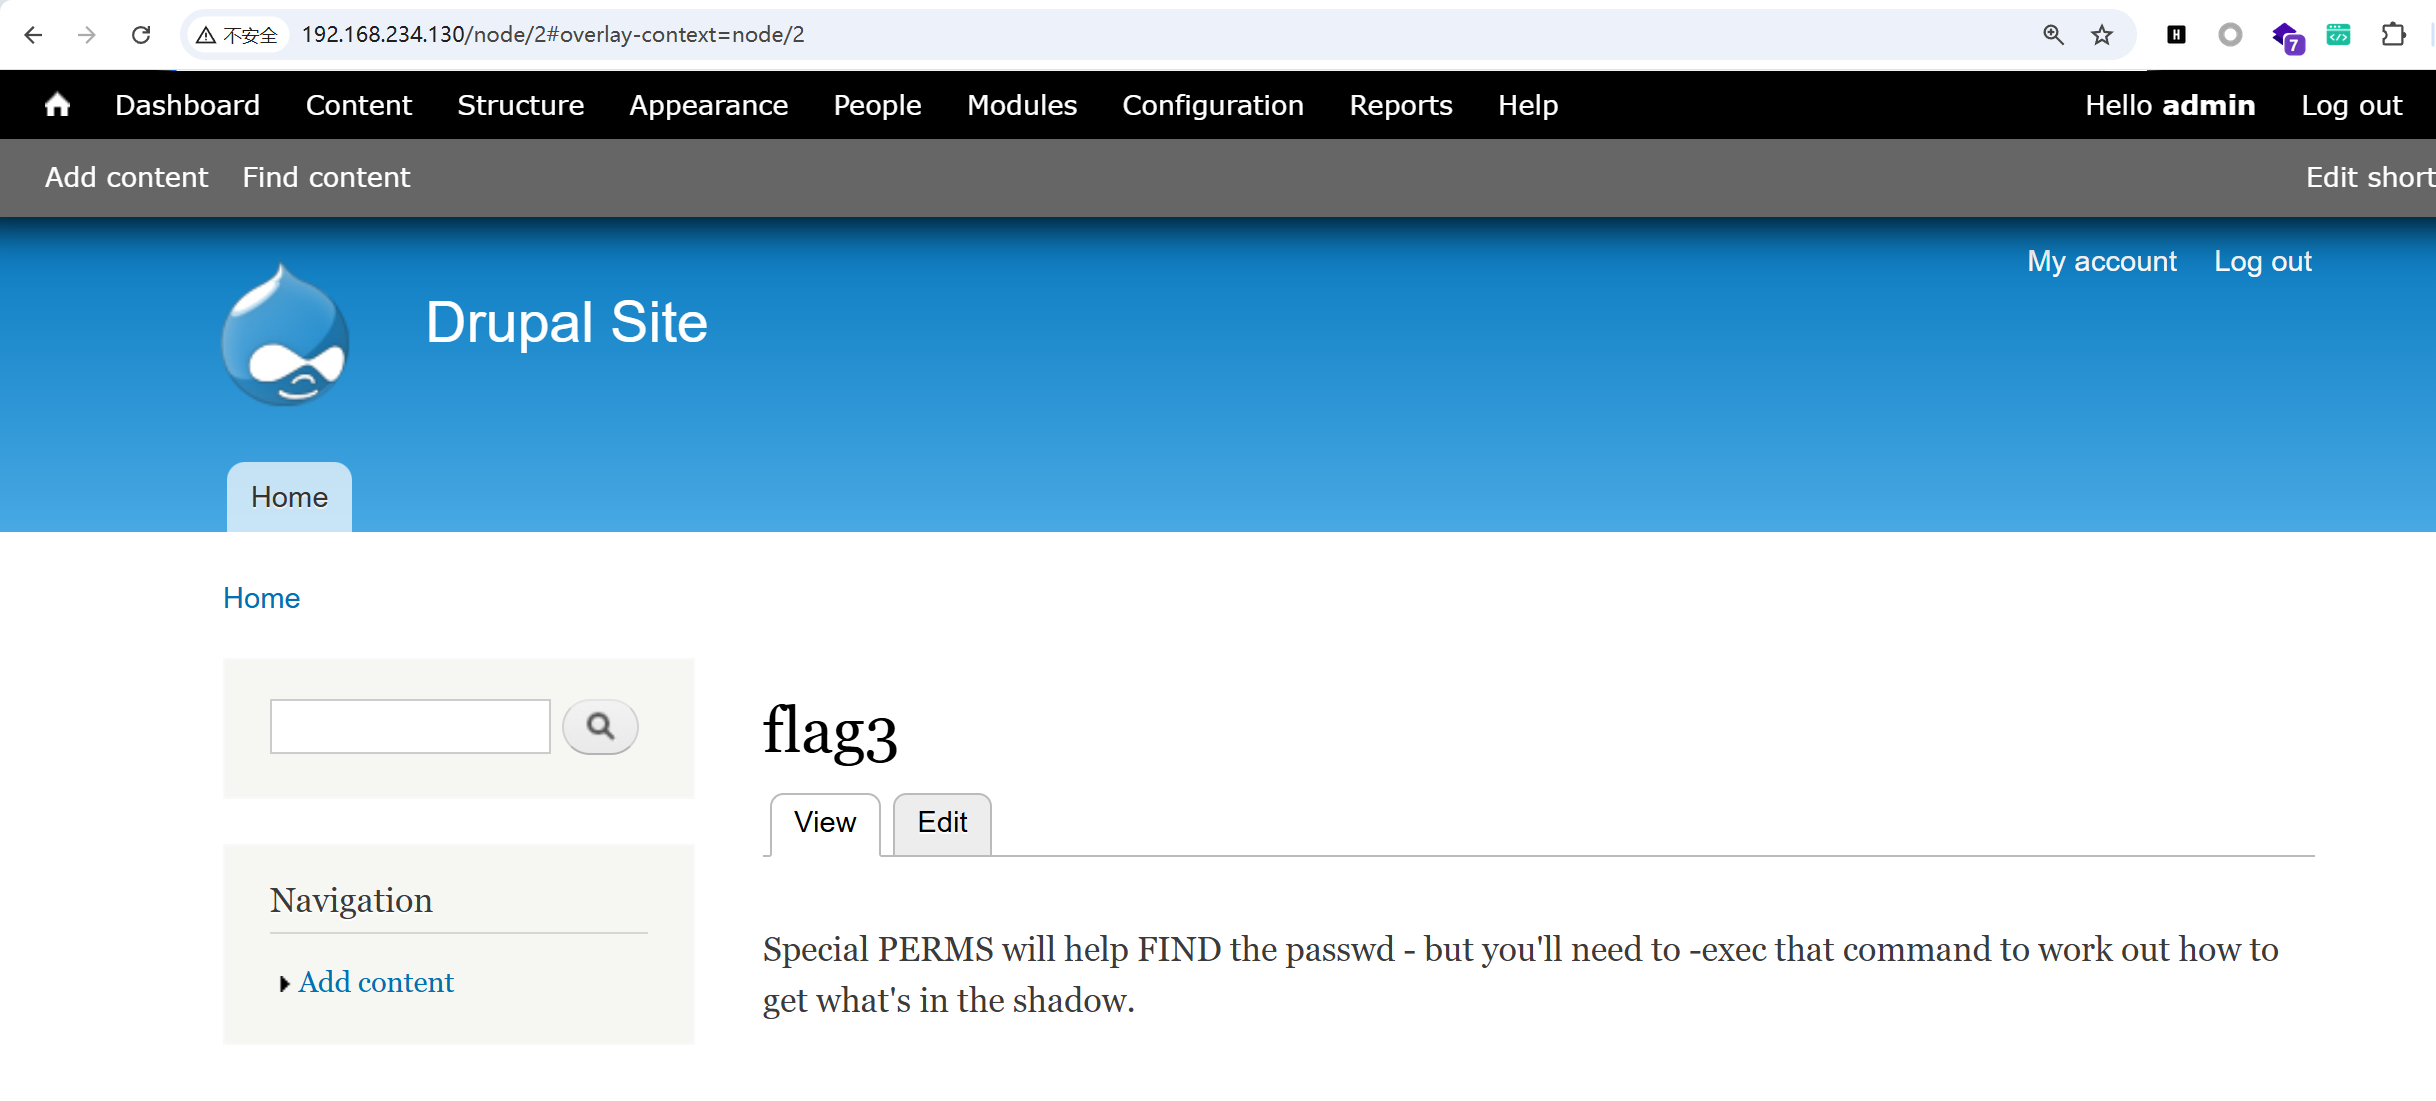 不安全 192.168.234.130/node/2#overlay-context=node/2
H
7
Dashboard Content Structure Appearance People Modules Configuration Reports Help Hello admin Log out
Add content Find content Edit short
My account Log out
Drupal Site
Home
Home
flag3
View Edit
Navigation
Add content
Special PERMS will help FIND the passwd - but you'll need to -exec that command to work out how to
get what's in the shadow.